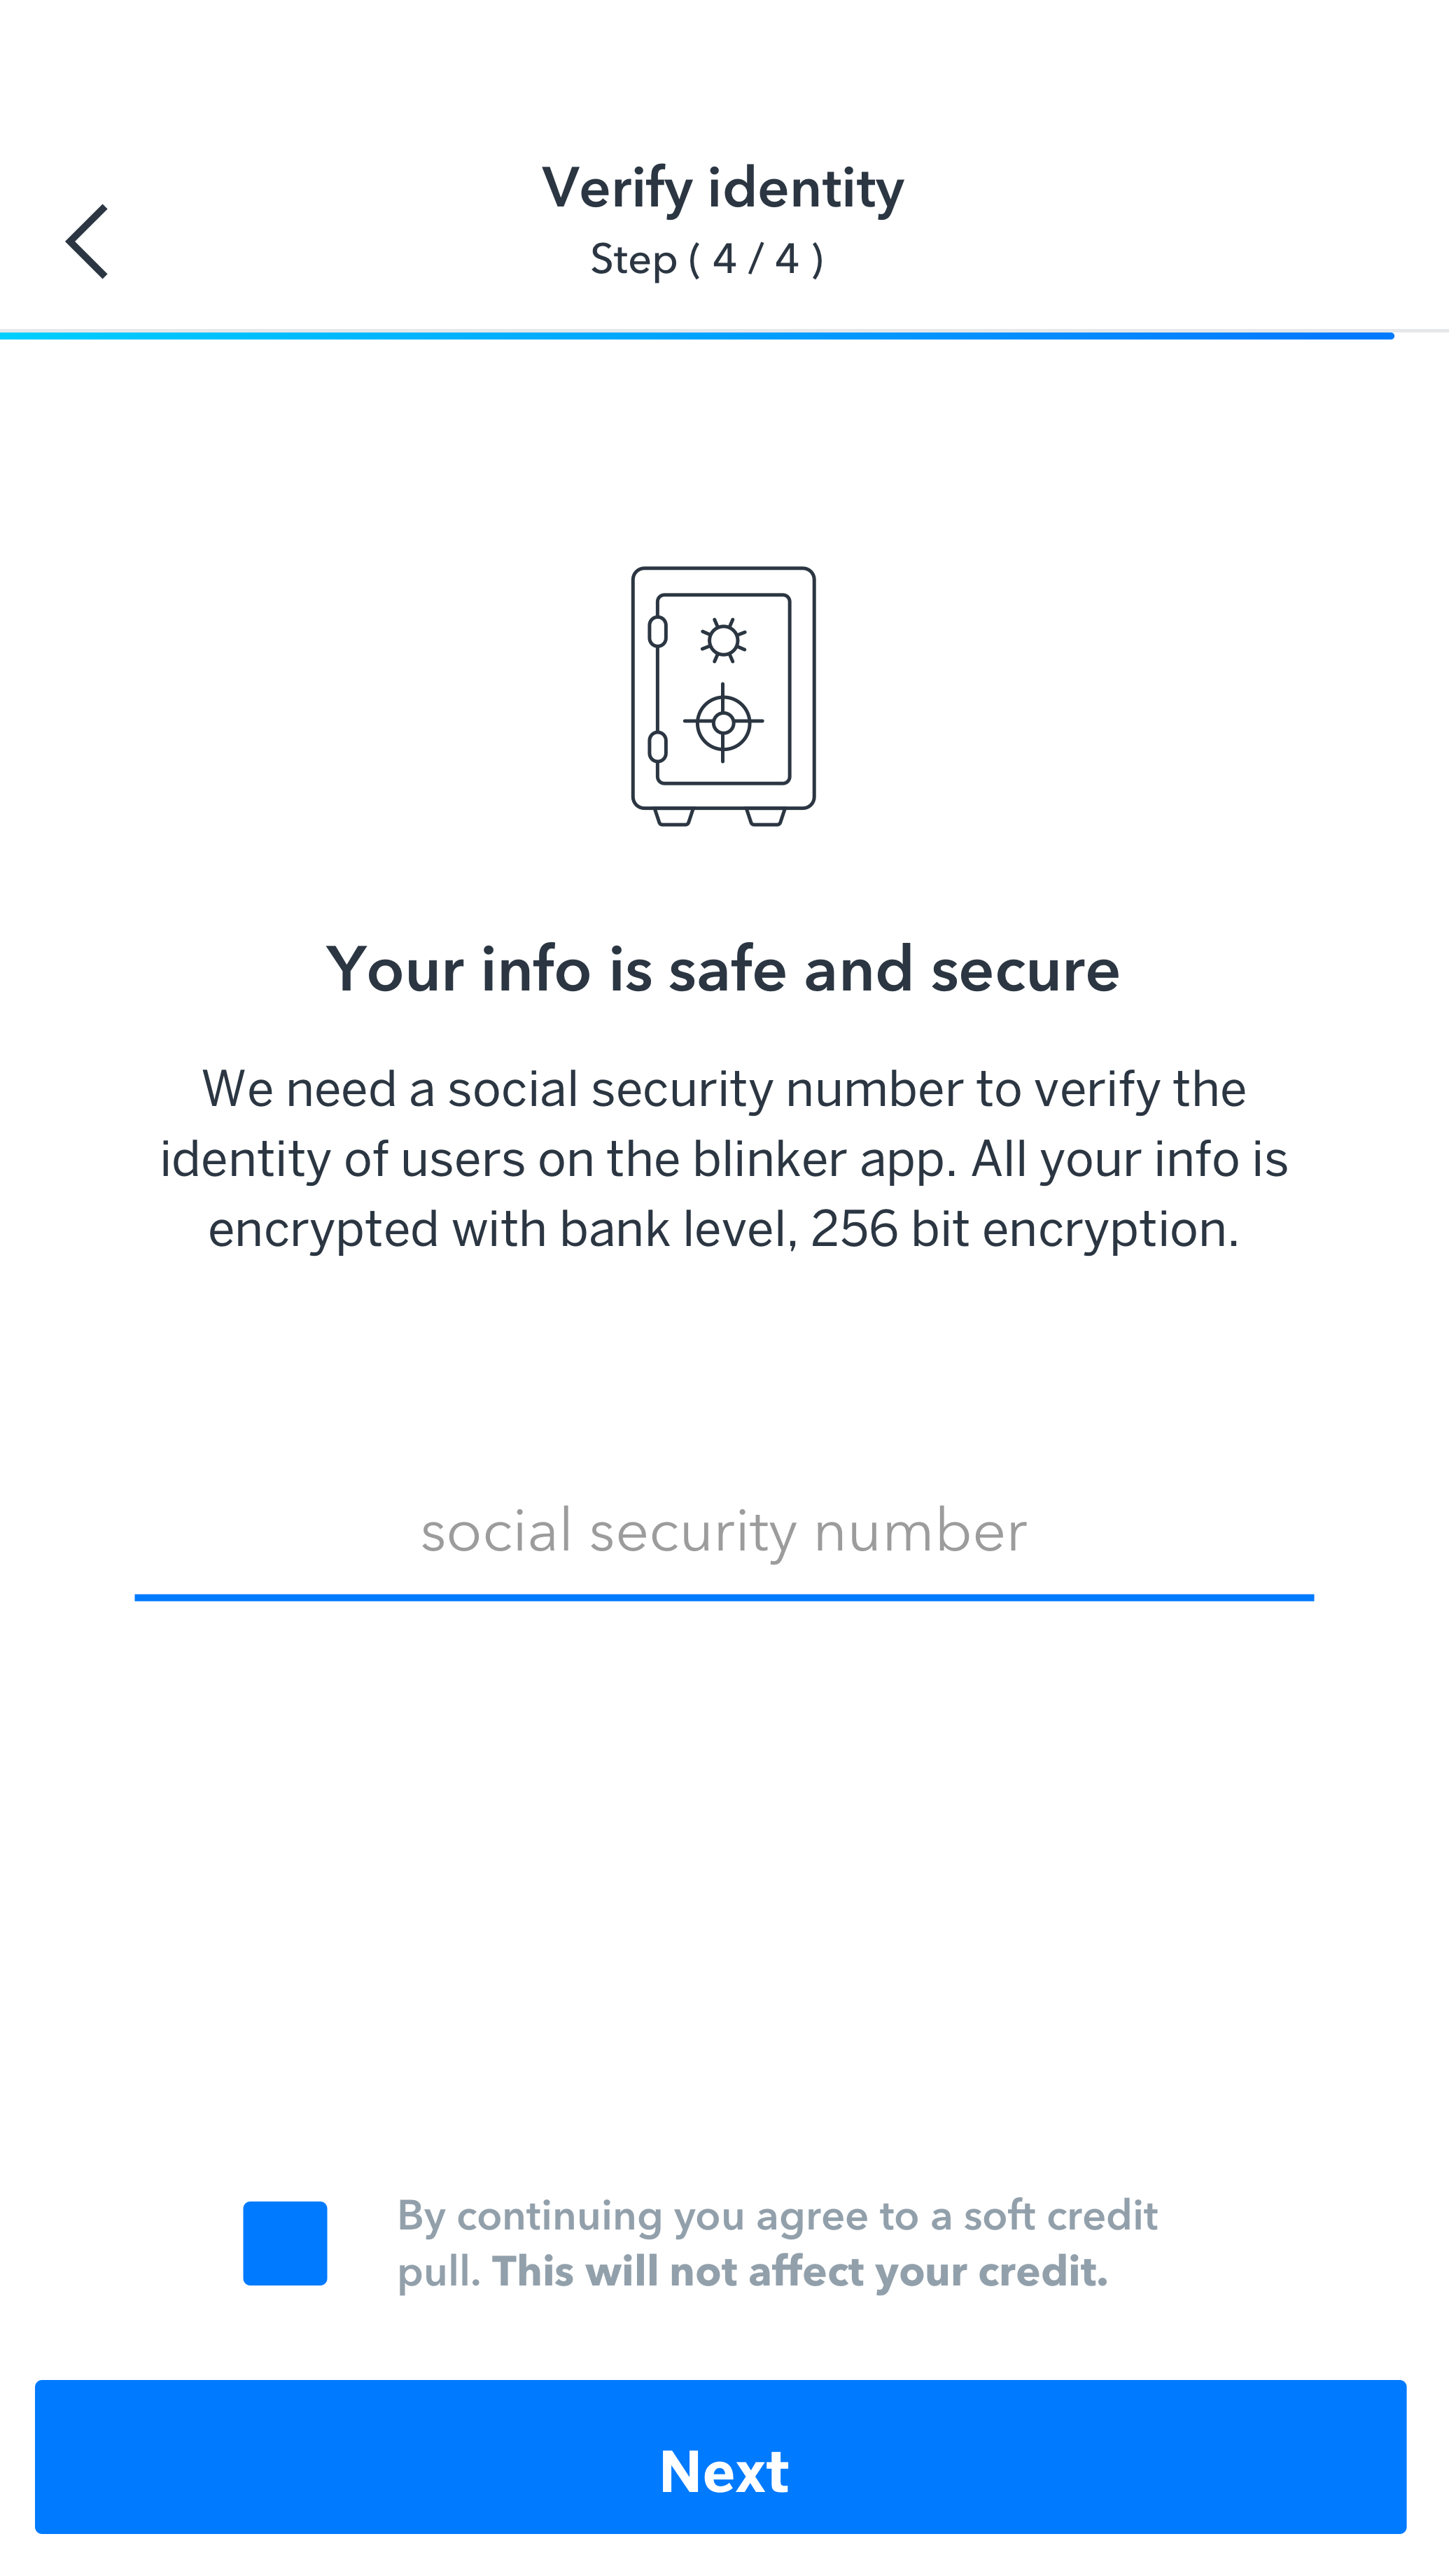 Verify identity
Step ( 4 / 4 )
Your info is safe and secure
We need a social security number to verify the
identity of users on the blinker app. All your info is
encrypted with bank level, 256 bit encryption.
social security number
By continuing you agree to a soft credit
pull. This will not affect your credit.
Next